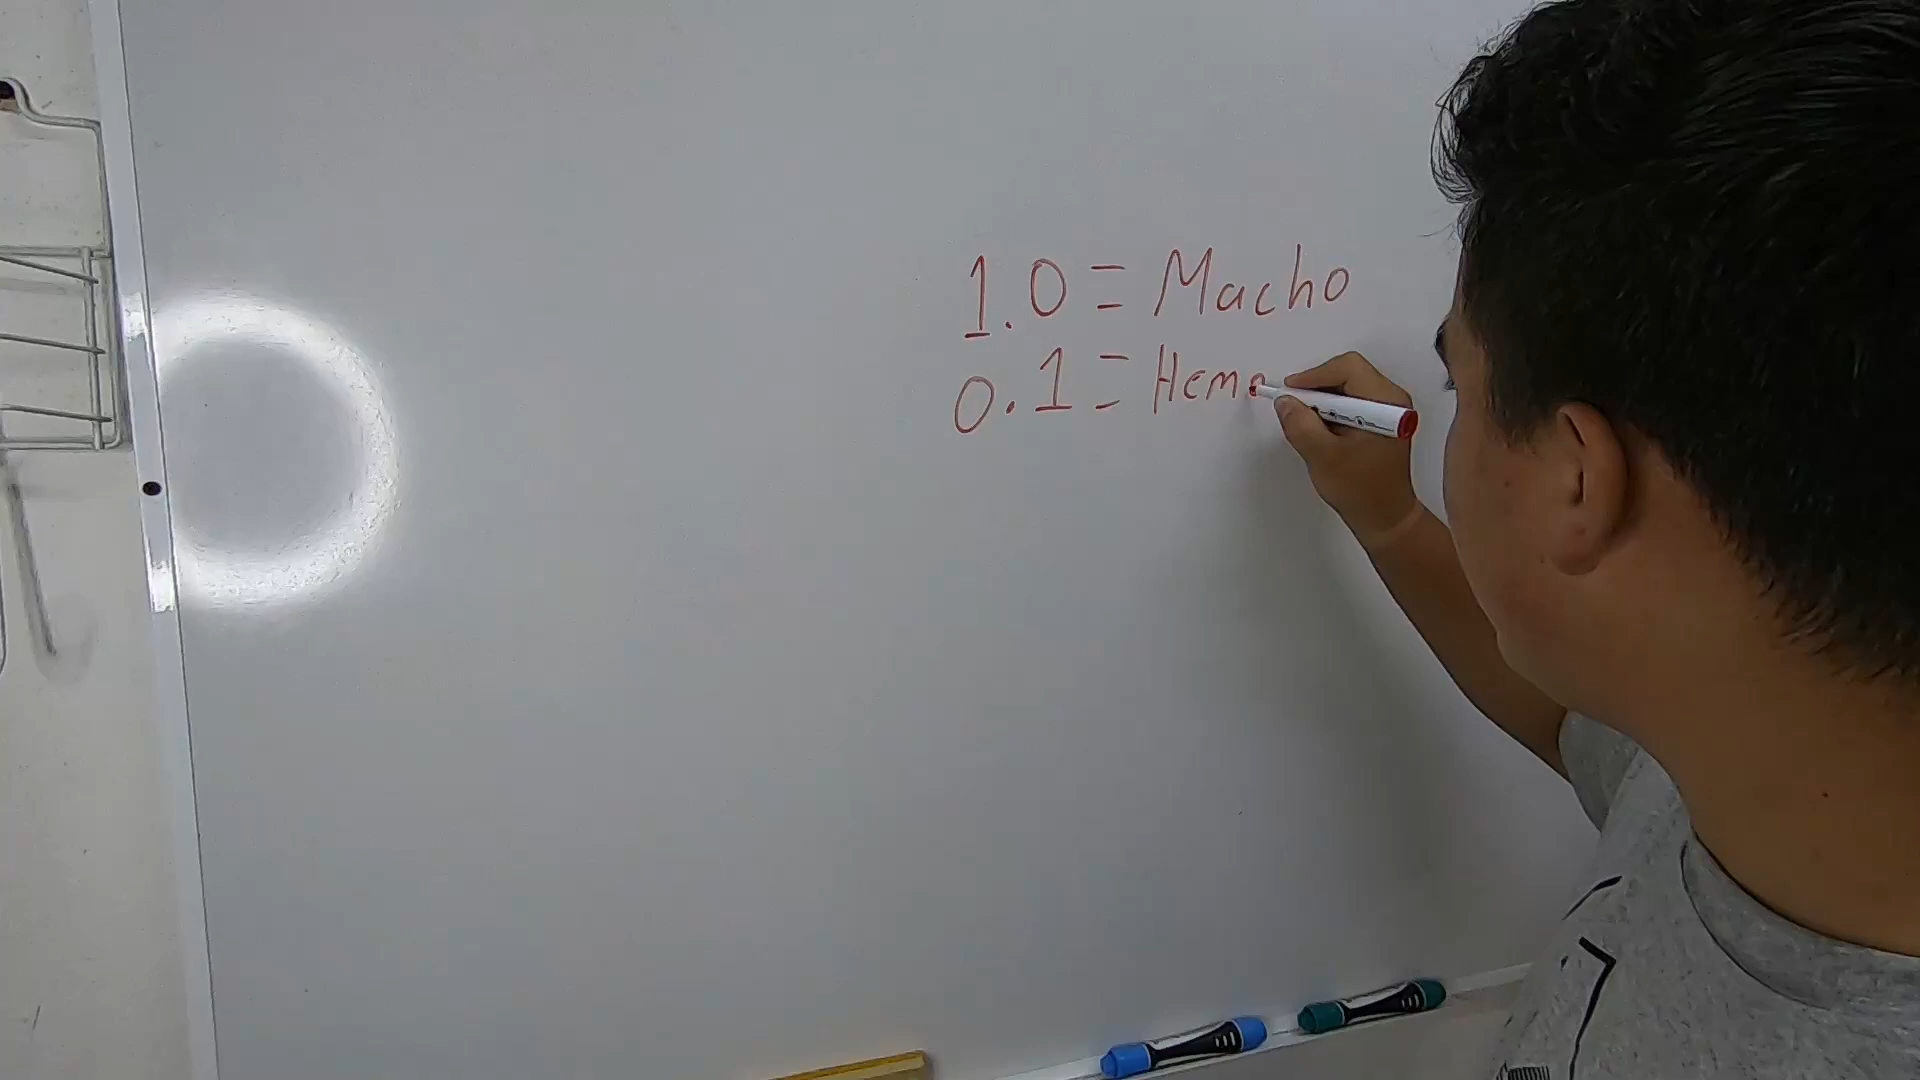 1.0 = Macho
0.1 = Hem